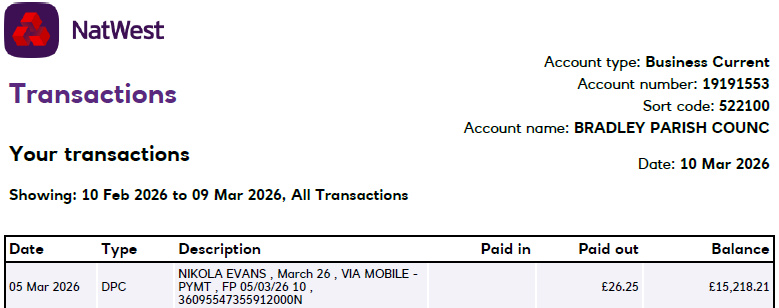 NatWest
Account type: Business Current
Account number: 19191553
Sort code: 522100
Account name: BRADLEY PARISH COUNC
Transactions
Your transactions
Date: 10 Mar 2026
Showing: 10 Feb 2026 to 09 Mar 2026, All Transactions
Date Type Description Paid in Paid out Balance
NIKOLA EVANS , March 26 , VIA MOBILE -
05 Mar 2026 DPC PYMT , FP 05/03/26 10 , £26.25 £15,218.21
36095547355912000N